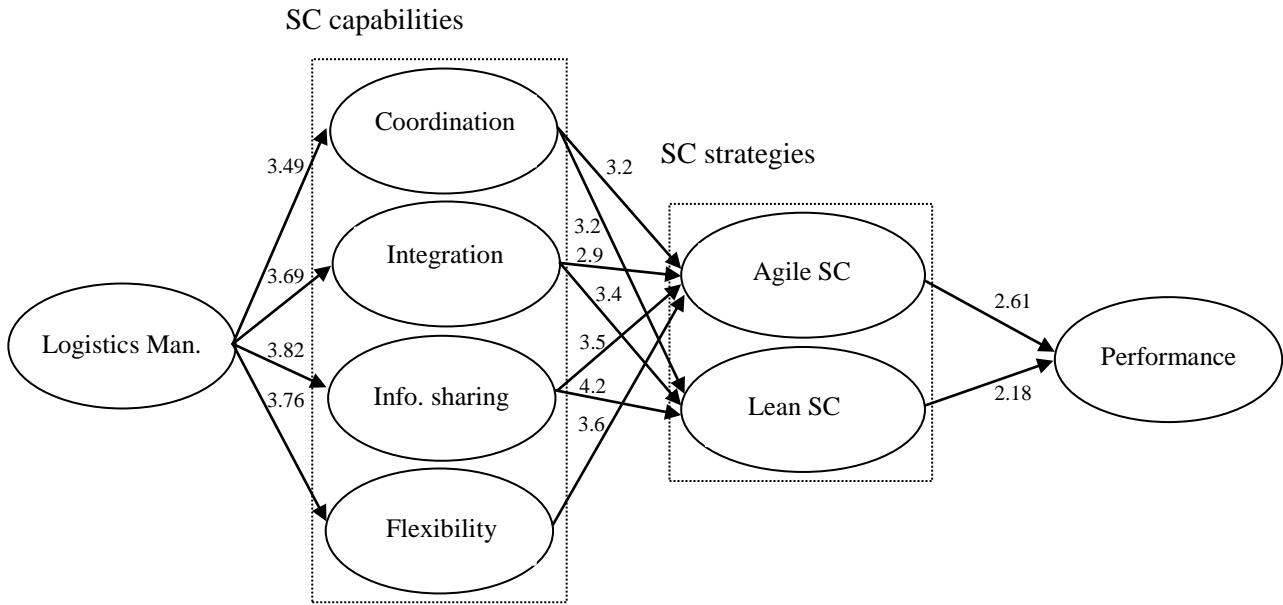 SC capabilities
Coordination
3.49
3.2
SC strategies
3.2
Integration
2.9
Agile SC
3.69
3.4
2.61
Logistics Man.
3.82
3.5
Performance
3.76
Info. sharing
4.2
Lean SC
2.18
3.6
Flexibility